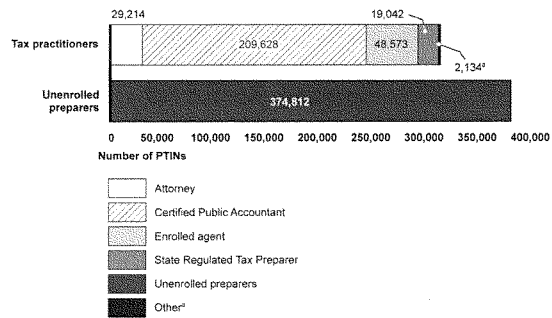 29,214
19,042
Tax practitioners
209,628
48,573
2,134ª
Unenrolled
preparers
374,812
0 50,000 100,000 150,000 200,000 250,000 300,000 350,000 400,000
Number of PTINs
Attorney
Certified Public Accountant
Enrolled agent
State Regulated Tax Preparer
Unenrolled preparers
Otherª